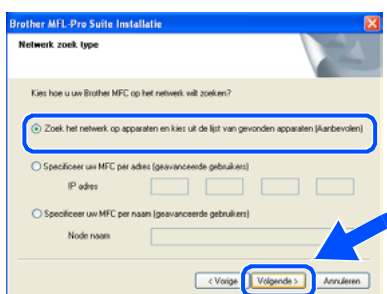 Brother MFL-Pro Suite Installatie
Netwerk zoek type
Kies hoe u uw Brother MFC op het netwerk wilt zoeken?
Zoek het netwerk op apparaten en kies uit de lijst van gevonden apparaten (Aanbevolen)
Specificeer uw MFC per adres (geavanceerde gebruikers)
IP adres
Specificeer uw MFC per naam (geavanceerde gebruikers)
Node naam
< Vorige
Volgende >
Annuleren